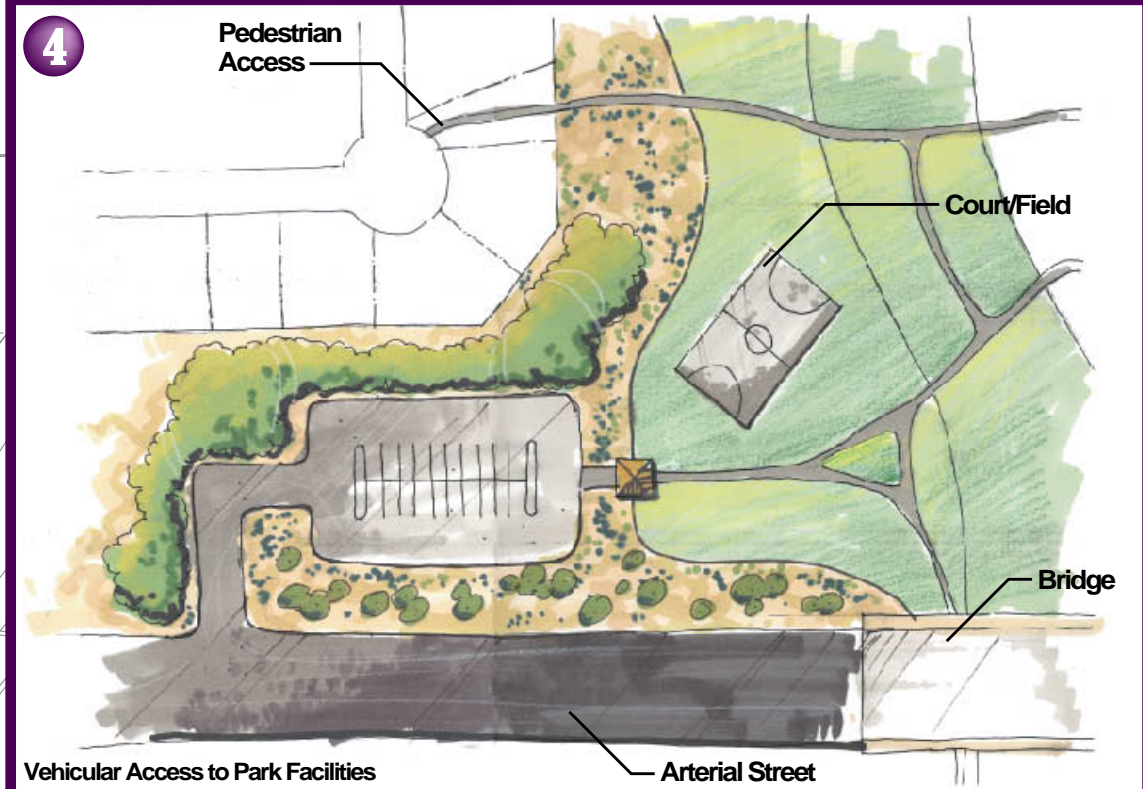 4
Pedestrian
Access
Court/Field
Bridge
Vehicular Access to Park Facilities
Arterial Street